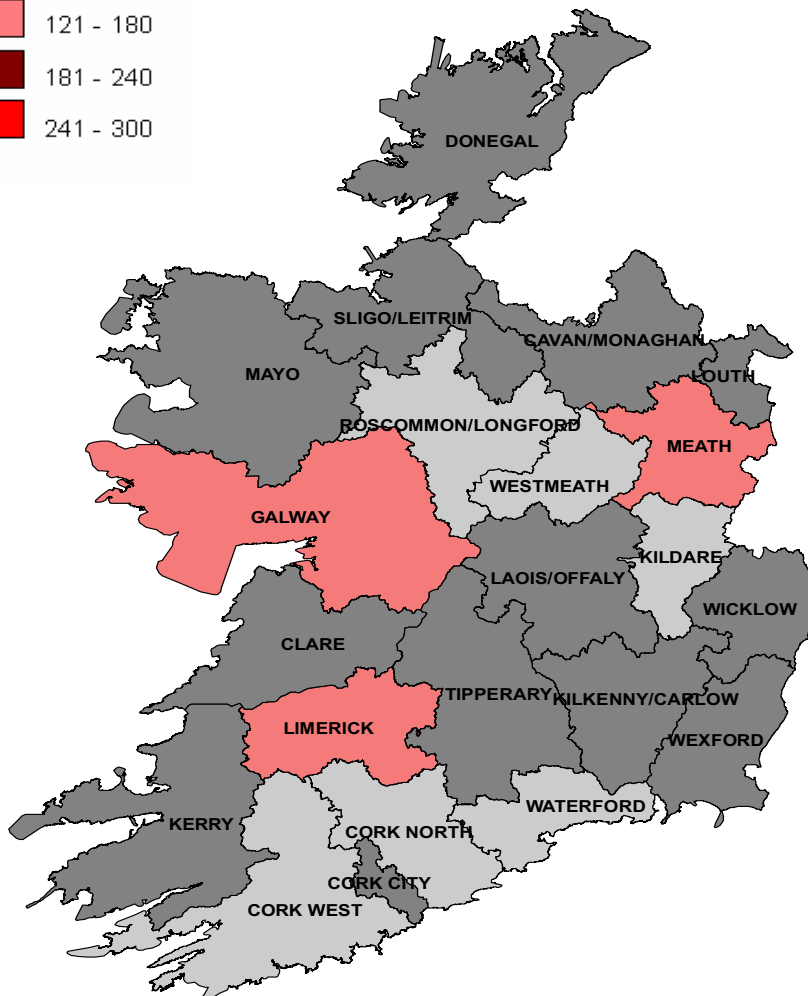 121 - 180
181 - 240
241 - 300
DONEGAL
SLIGO/LEITRIM
CAVAN/MONAGHAN
MAYO
LOUTH
ROSCOMMON/LONGFORD
MEATH
WESTMEATH
GALWAY
KILDARE
LAOIS/OFFALY
WICKLOW
CLARE
TIPPERARY
KILKENNY/CARLOW
LIMERICK
WEXFORD
WATERFORD
KERRY
CORK NORTH
CORK CITY
CORK WEST